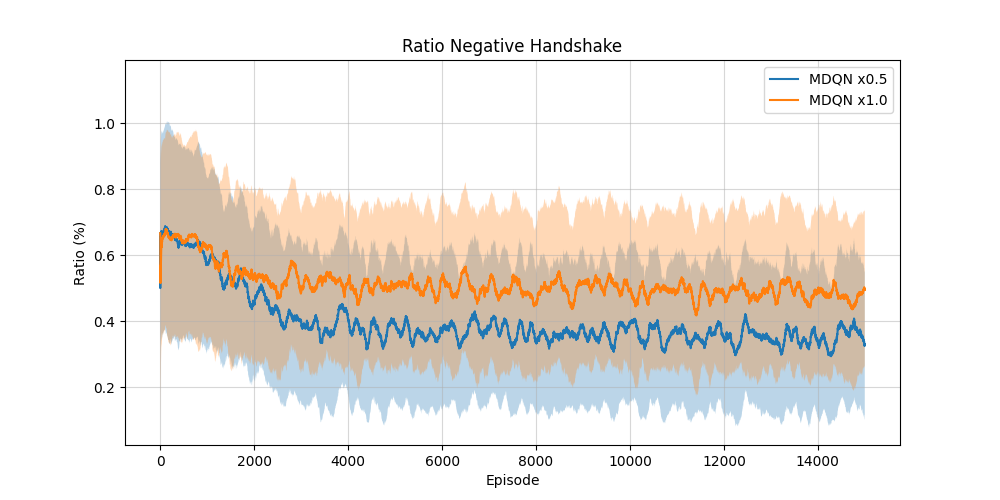 Ratio Negative Handshake
MDQN x0.5
MDQN x1.0
Ratio (%)
1.0
0.8
0.6
0.4
0.2
0 2000 4000 6000 8000 10000 12000 14000
Episode